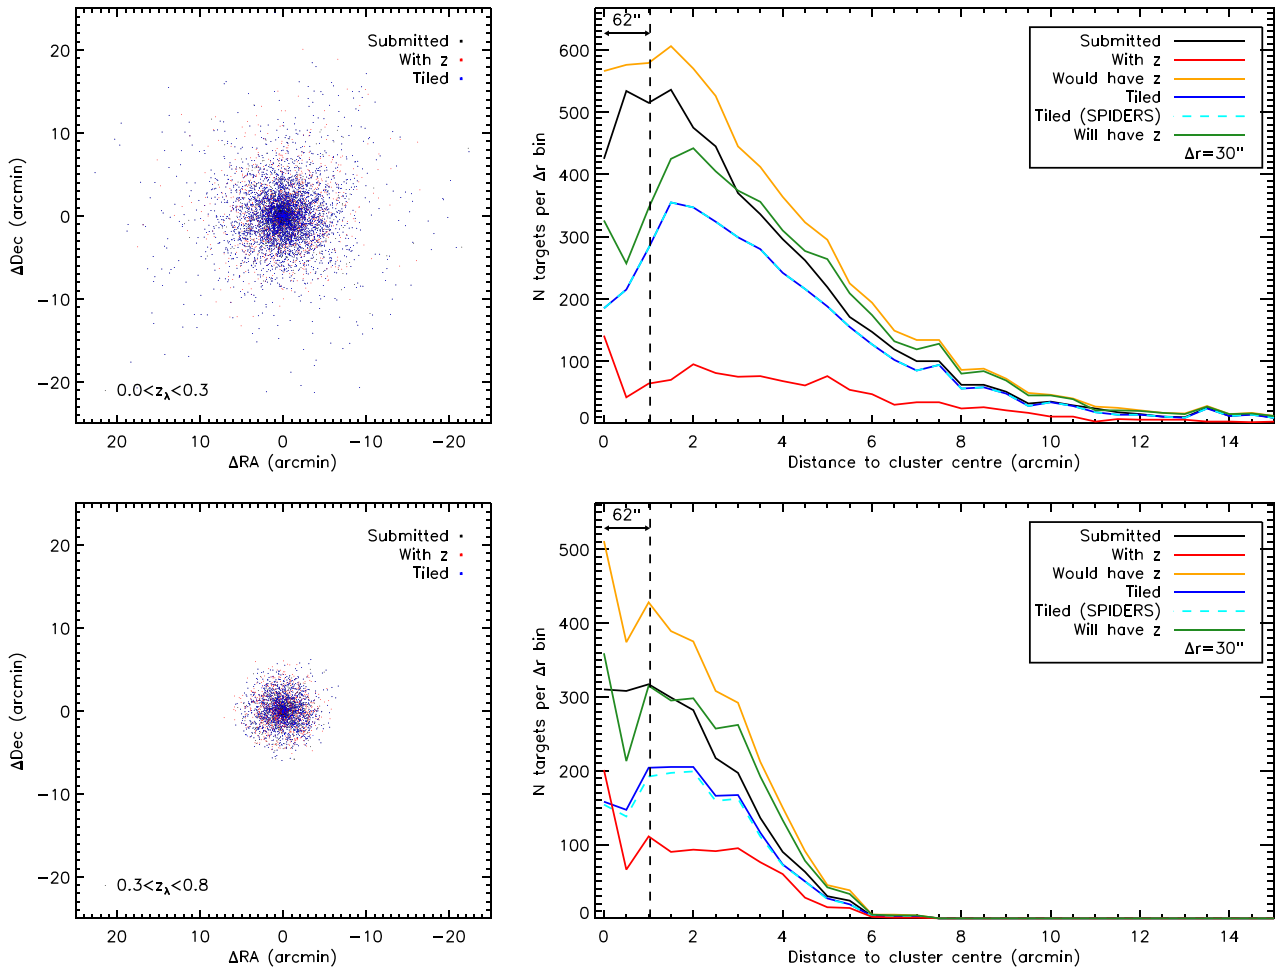 Submitted
With z
Tiled
20
10
0
−10
−20
ΔDec (arcmin)
0.0<zλ<0.3
20
10
0
−10
−20
ΔRA (arcmin)
62"
Submitted
With z
Would have z
Tiled
Tiled (SPIDERS)
Will have z
Δr=30"
600
500
400
300
200
100
0
N targets per Δr bin
0
2
4
6
8
10
12
14
Distance to cluster centre (arcmin)
Submitted
With z
Tiled
20
10
0
−10
−20
ΔDec (arcmin)
0.3<zλ<0.8
20
10
0
−10
−20
ΔRA (arcmin)
62"
Submitted
With z
Would have z
Tiled
Tiled (SPIDERS)
Will have z
Δr=30"
500
400
300
200
100
0
N targets per Δr bin
0
2
4
6
8
10
12
14
Distance to cluster centre (arcmin)